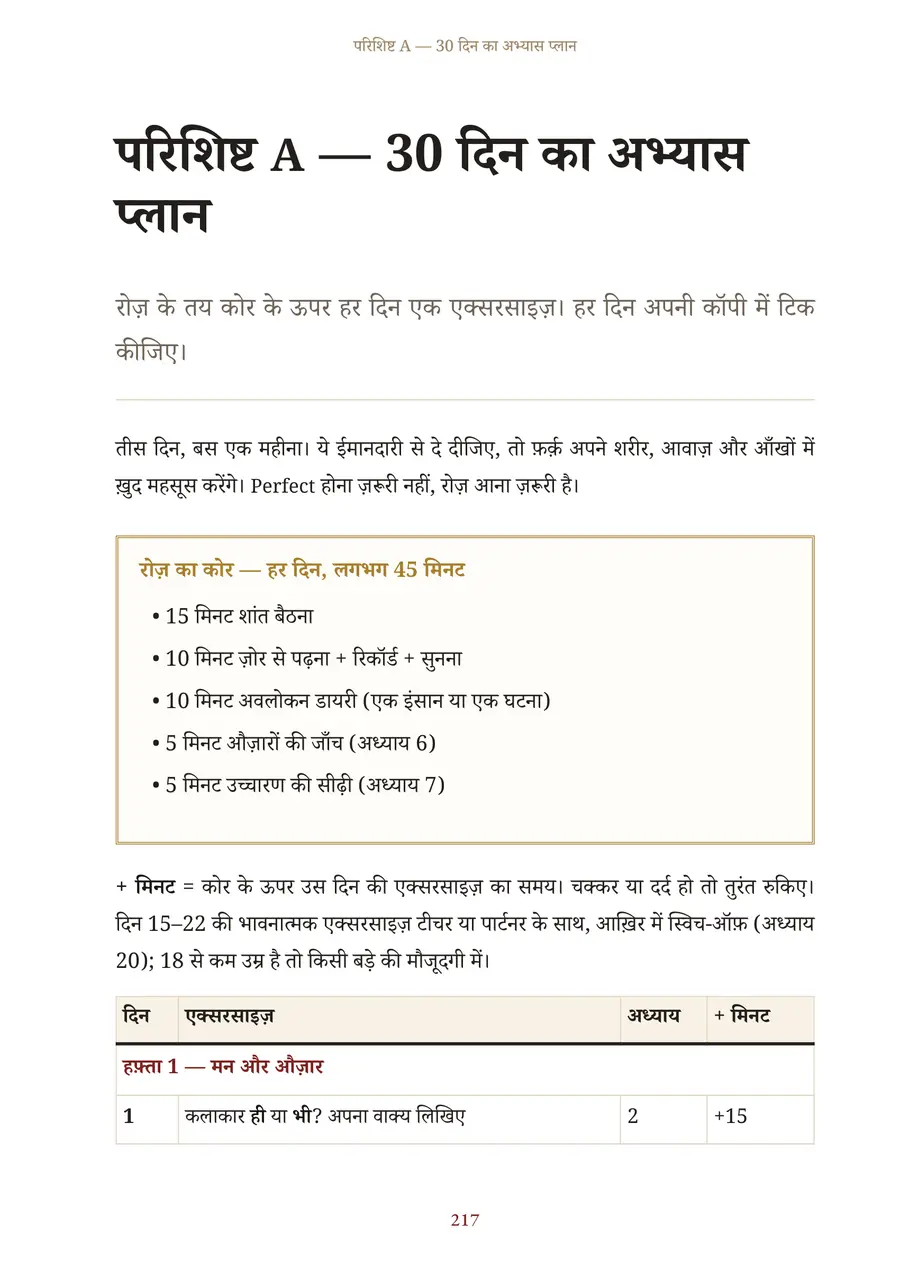 परिशिष्ट A — 30 दिन का अभ्यास प्लान
परिशिष्ट A — 30 दिन का अभ्यास
प्लान
रोज़ के तय कोर के ऊपर हर दिन एक एक्सरसाइज़। हर दिन अपनी कॉपी में टिक
कीजिए।
तीस दिन, बस एक महीना। ये ईमानदारी से दे दीजिए, तो फ़र्क़ अपने शरीर, आवाज़ और आँखों में
ख़ुद महसूस करेंगे। Perfect होना ज़रूरी नहीं, रोज़ आना ज़रूरी है।
रोज़ का कोर — हर दिन, लगभग 45 मिनट
• 15 मिनट शांत बैठना
• 10 मिनट ज़ोर से पढ़ना + रिकॉर्ड + सुनना
• 10 मिनट अवलोकन डायरी (एक इंसान या एक घटना)
• 5 मिनट औज़ारों की जाँच (अध्याय 6)
• 5 मिनट उच्चारण की सीढ़ी (अध्याय 7)
+ मिनट = कोर के ऊपर उस दिन की एक्सरसाइज़ का समय। चक्कर या दर्द हो तो तुरंत रुकिए।
दिन 15–22 की भावनात्मक एक्सरसाइज़ टीचर या पार्टनर के साथ, आख़िर में स्विच-ऑफ़ (अध्याय
20); 18 से कम उम्र है तो किसी बड़े की मौजूदगी में।
दिन एक्सरसाइज़ अध्याय + मिनट
हफ़्ता 1 — मन और औज़ार
1 कलाकार ही या भी? अपना वाक्य लिखिए 2 +15
217